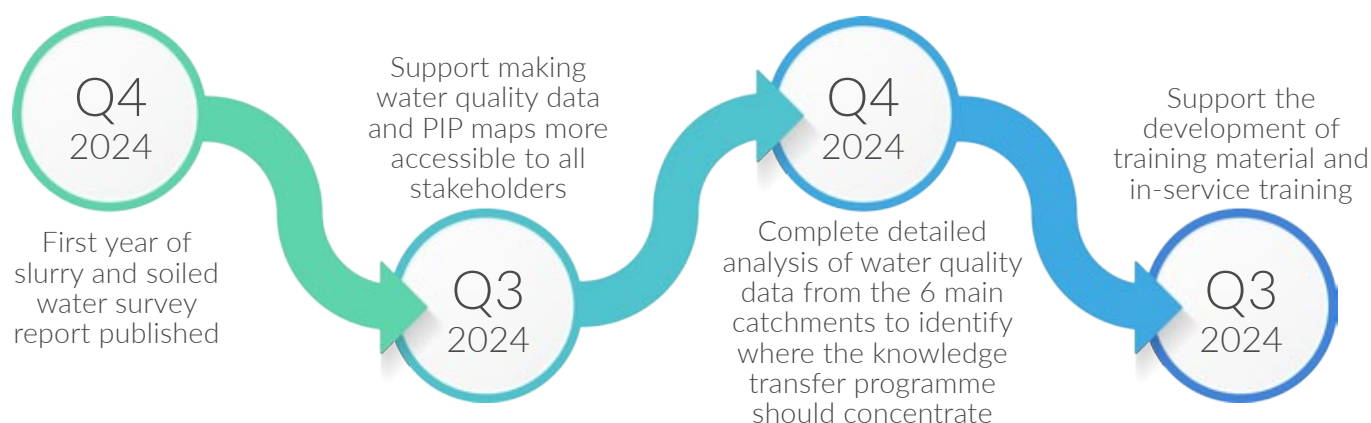 Q4
2024
First year of
slurry and soiled
water survey
report published
Support making
water quality data
and PIP maps more
accessible to all
stakeholders
Q3
2024
Q4
2024
Complete detailed
analysis of water quality
data from the 6 main
catchments to identify
where the knowledge
transfer programme
should concentrate
Support the
development of
training material and
in-service training
Q3
2024